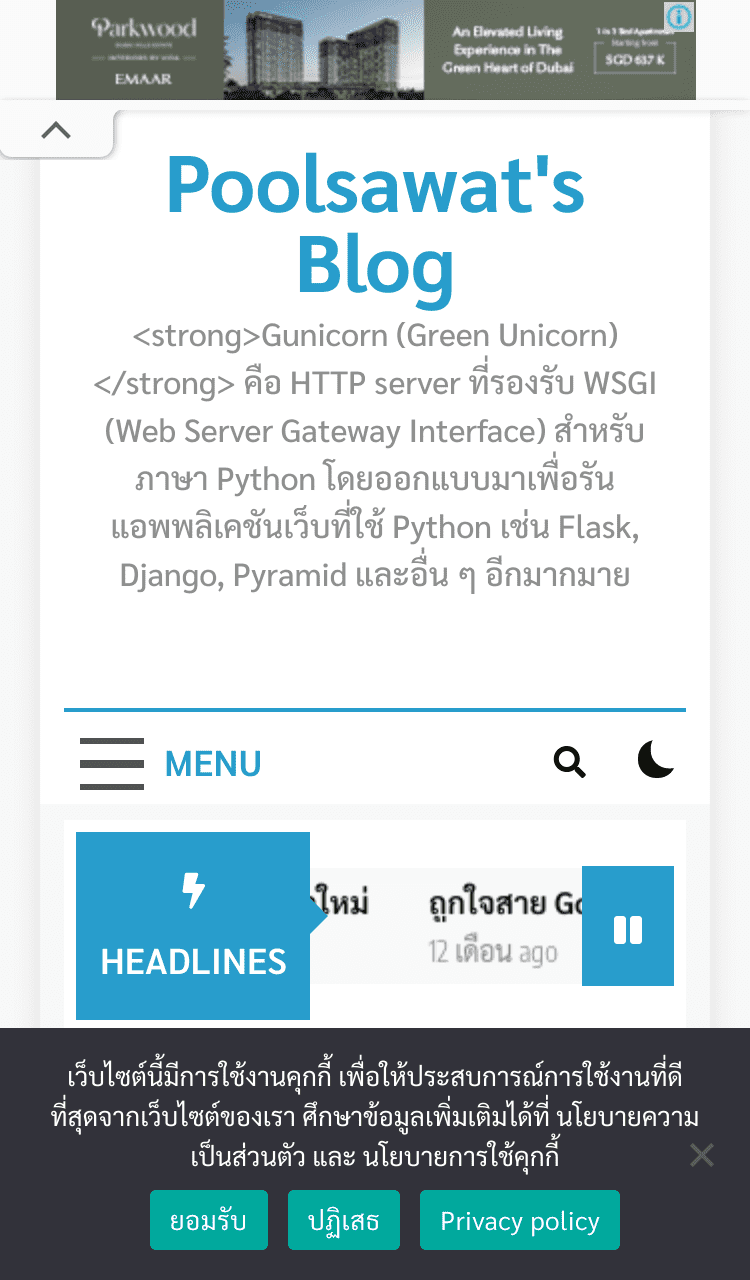 Parkwood
EMAAR
An Elevated Living
Experience in The
Green Heart of Dubai
Starting from
SGD 637 K
Poolsawat's
Blog
<strong>Gunicorn (Green Unicorn)
</strong> คือ HTTP server ที่รองรับ WSGI
(Web Server Gateway Interface) สำหรับ
ภาษา Python โดยออกแบบมาเพื่อรัน
แอพพลิเคชันเว็บที่ใช้ Python เช่น Flask,
Django, Pyramid และอื่น ๆ อีกมากมาย
MENU
HEADLINES
ใหม่
ถูกใจสาย Go
12 เดือน ago
เว็บไซต์นี้มีการใช้งานคุกกี้ เพื่อให้ประสบการณ์การใช้งานที่ดี
ที่สุดจากเว็บไซต์ของเรา ศึกษาข้อมูลเพิ่มเติมได้ที่ นโยบายความ
เป็นส่วนตัว และ นโยบายการใช้คุกกี้
ยอมรับ
ปฏิเสธ
Privacy policy